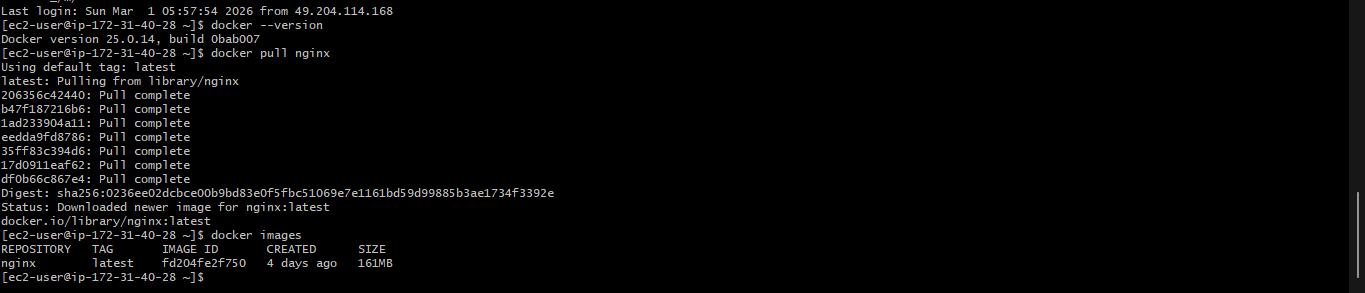 Last login: Sun Mar  1 05:57:54 2026 from 49.204.114.168
[ec2-user@ip-172-31-40-28 ~]$ docker --version
Docker version 25.0.14, build 0bab007
[ec2-user@ip-172-31-40-28 ~]$ docker pull nginx
Using default tag: latest
latest: Pulling from library/nginx
206356c42440: Pull complete
b47f187216b6: Pull complete
1ad233904a11: Pull complete
eedda9fd8786: Pull complete
35ff83c394d6: Pull complete
17d0911eaf62: Pull complete
df0b66c867e4: Pull complete
Digest: sha256:0236ee02dcbce00b9bd83e0f5fbc51069e7e1161bd59d99885b3ae1734f3392e
Status: Downloaded newer image for nginx:latest
docker.io/library/nginx:latest
[ec2-user@ip-172-31-40-28 ~]$ docker images
REPOSITORY   TAG       IMAGE ID       CREATED      SIZE
nginx        latest    fd204fe2f750   4 days ago   161MB
[ec2-user@ip-172-31-40-28 ~]$